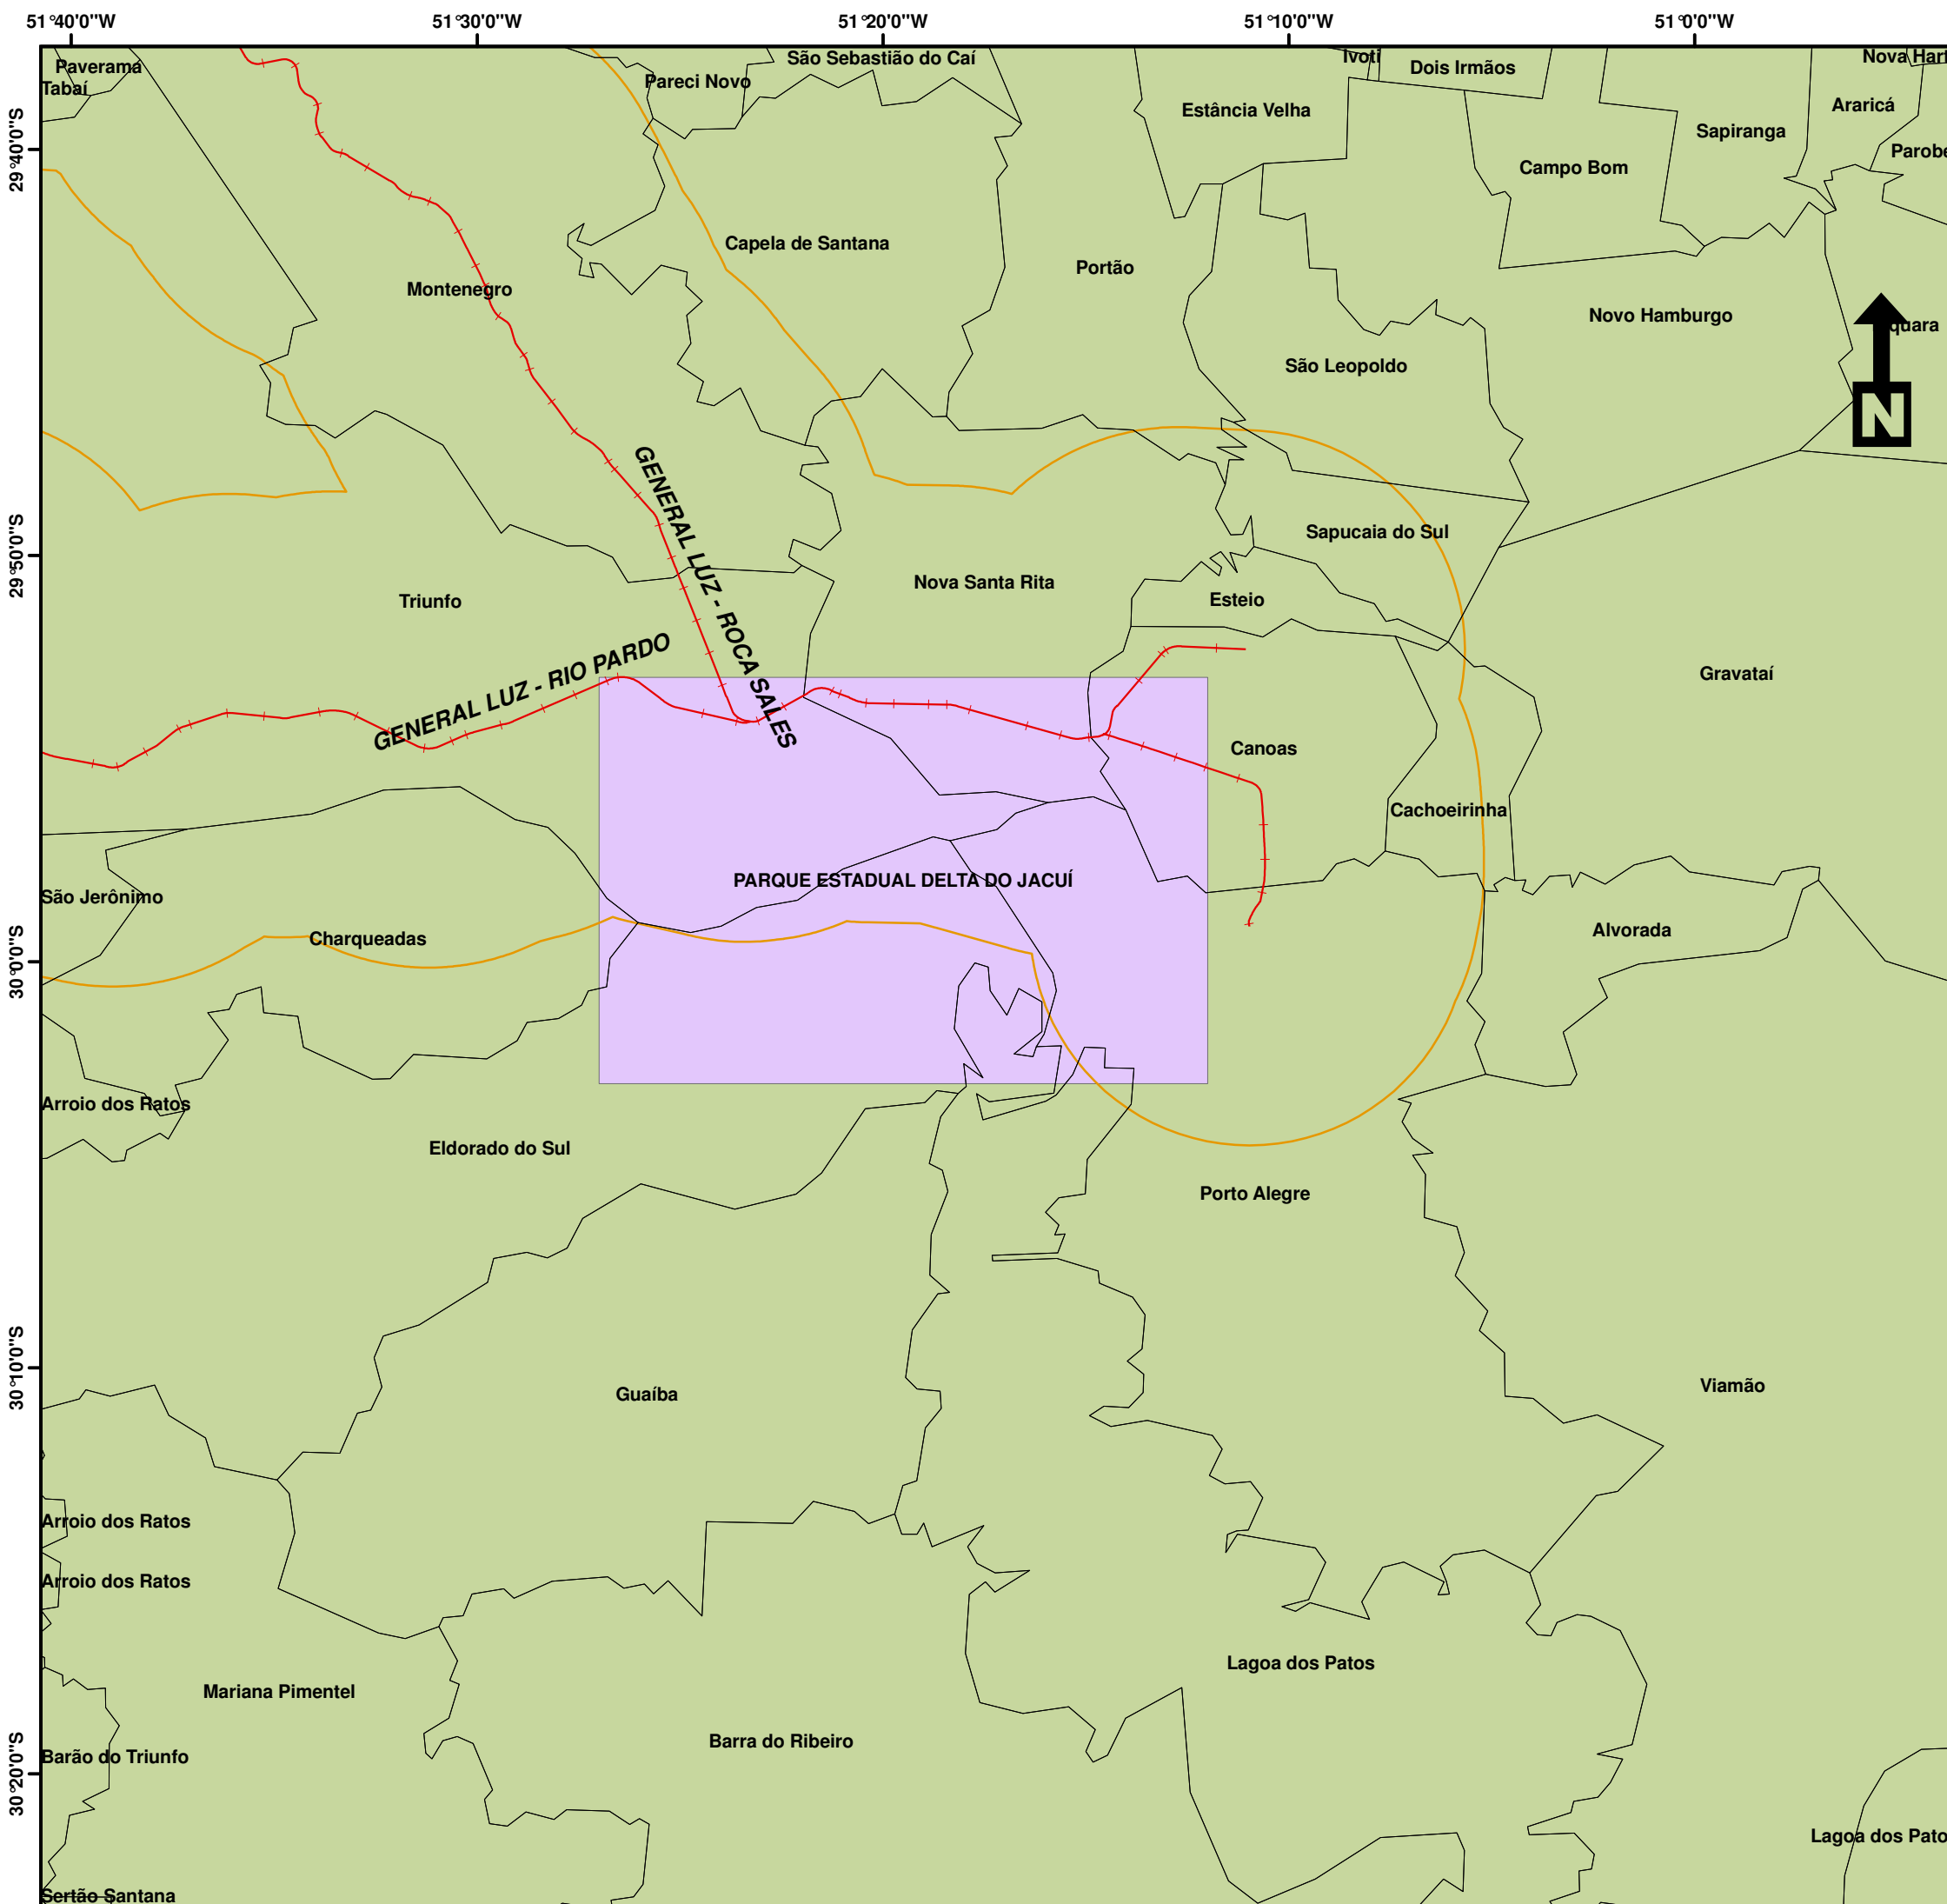 51°40'0"W
51°30'0"W
51°20'0"W
51°10'0"W
51°0'0"W
São Sebastião do Caí
Ivoti
Nova Hari
Paverama
Dois Irmãos
Pareci Novo
Tabaí
Araricá
Estância Velha
Sapiranga
29°40'0"S
Parobe
Campo Bom
Capela de Santana
Portão
Montenegro
Novo Hamburgo
quara
São Leopoldo
N
Sapucaia do Sul
29°50'0"S
Nova Santa Rita
Esteio
Triunfo
GENERAL LUZ - ROCA SALES
GENERAL LUZ - RIO PARDO
Gravataí
Canoas
Cachoeirinha
PARQUE ESTADUAL DELTA DO JACUÍ
São Jerônimo
Alvorada
Charqueadas
30°0'0"S
Arroio dos Ratos
Eldorado do Sul
Porto Alegre
30°10'0"S
Viamão
Guaíba
Arroio dos Ratos
Arroio dos Ratos
Lagoa dos Patos
Mariana Pimentel
Barra do Ribeiro
Barão do Triunfo
30°20'0"S
Lagoa dos Pato
Sertão Santana